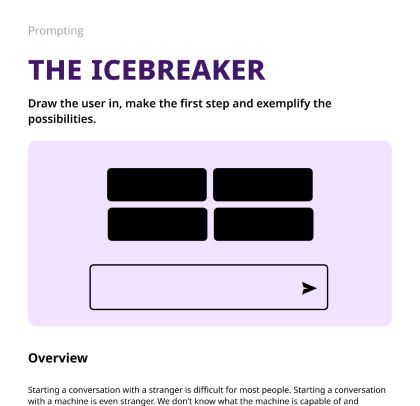 Prompting
THE ICEBREAKER
Draw the user in, make the first step and exemplify the
possibilities.
Overview
Starting a conversation with a stranger is difficult for most people. Starting a conversation
with a machine is even stranger. We don't know what the machine is capable of and